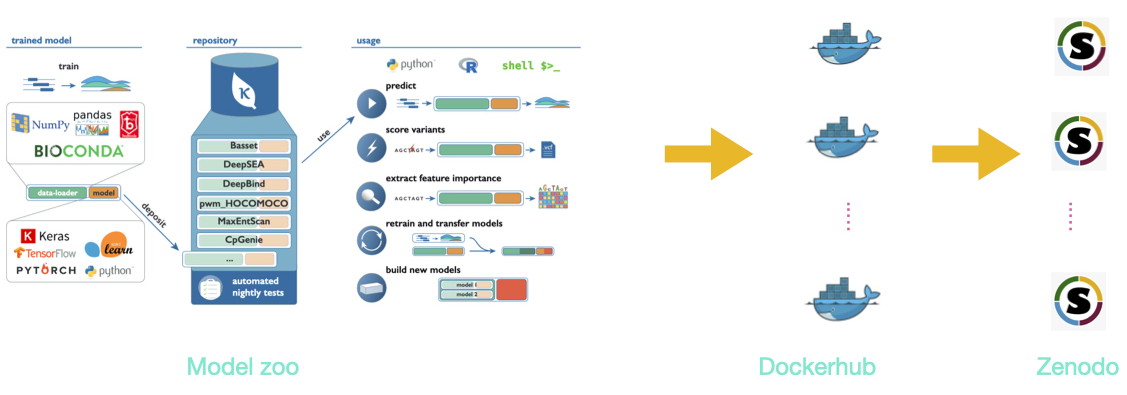 trained model
train
NumPy
pandas
BIOCONDA
data-loader
model
deposit
Keras
TensorFlow
learn
PYTORCH
python
repository
K
Basset
DeepSEA
DeepBind
pwm_HOCOMOCO
MaxEntScan
CpGenie
...
automated
nightly tests
use
usage
python
R
shell $>_
predict
score variants
AGCTAGT
.vcf
extract feature importance
AGCTAGT
AGCTAGT
retrain and transfer models
build new models
model 1
model 2
S
S
S
Model zoo
Dockerhub
Zenodo